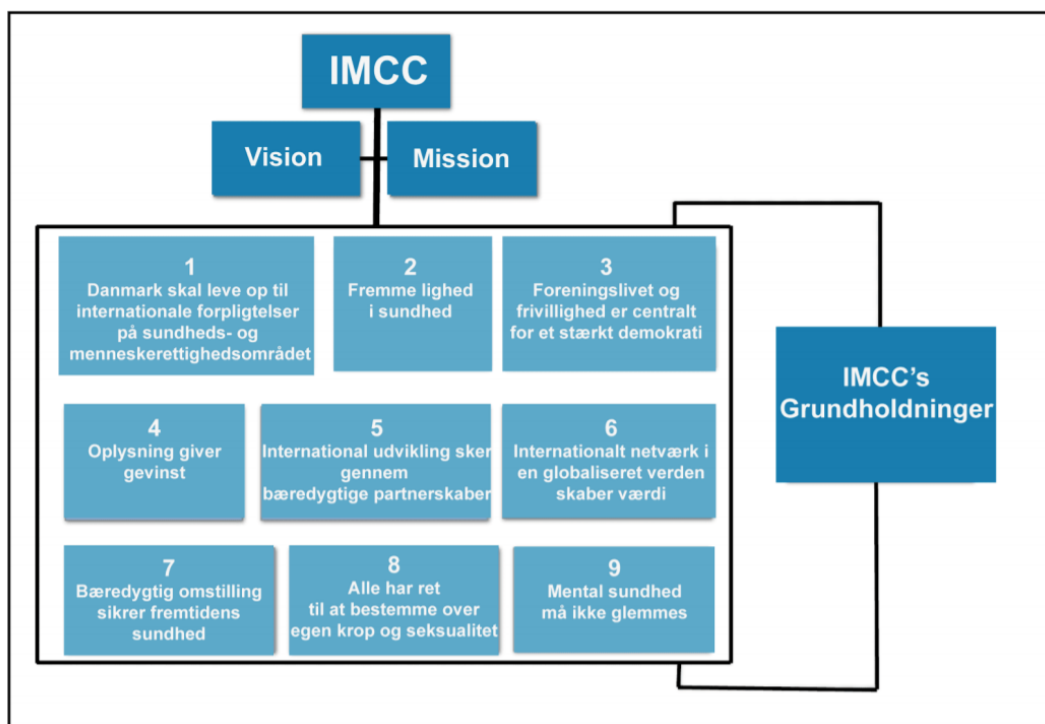 IMCC
Vision
Mission
1
Danmark skal leve op til
internationale forpligtelser
på sundheds- og
menneskerettighedsområdet
2
Fremme lighed
i sundhed
3
Foreningslivet og
frivillighed er centralt
for et stærkt demokrati
4
Oplysning giver
gevinst
5
International udvikling sker
gennem
bæredygtige partnerskaber
6
Internationalt netværk i
en globaliseret verden
skaber værdi
7
Bæredygtig omstilling
sikrer fremtidens
sundhed
8
Alle har ret
til at bestemme over
egen krop og seksualitet
9
Mental sundhed
må ikke glemmes
IMCC's
Grundholdninger